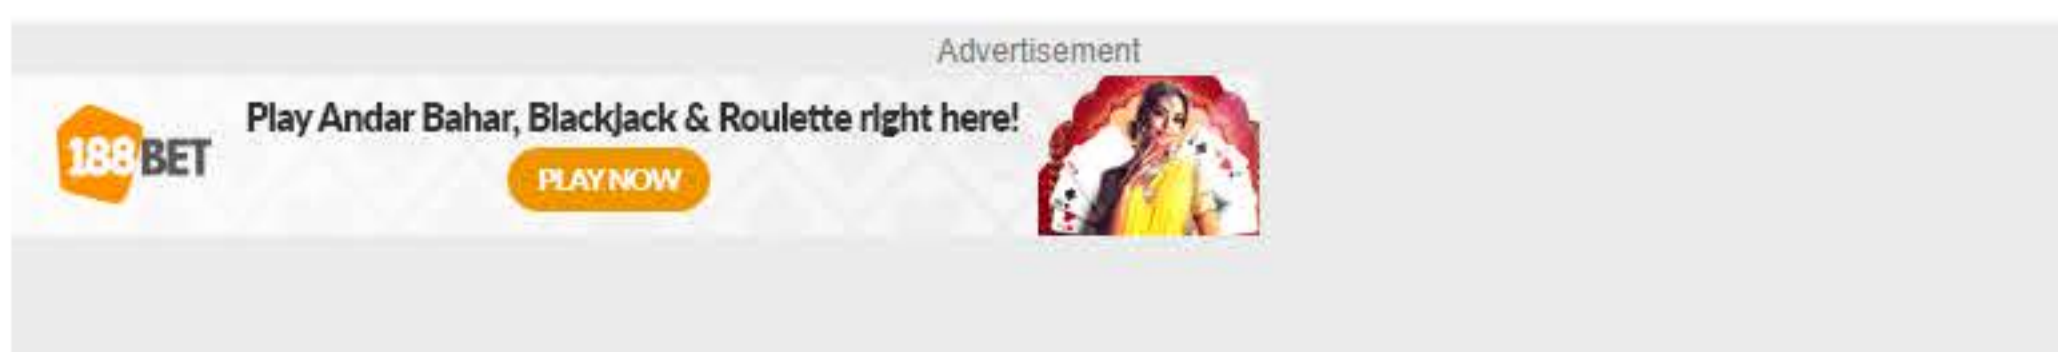 Advertisement
Play Andar Bahar, Blackjack & Roulette right here!
188BET
PLAY NOW